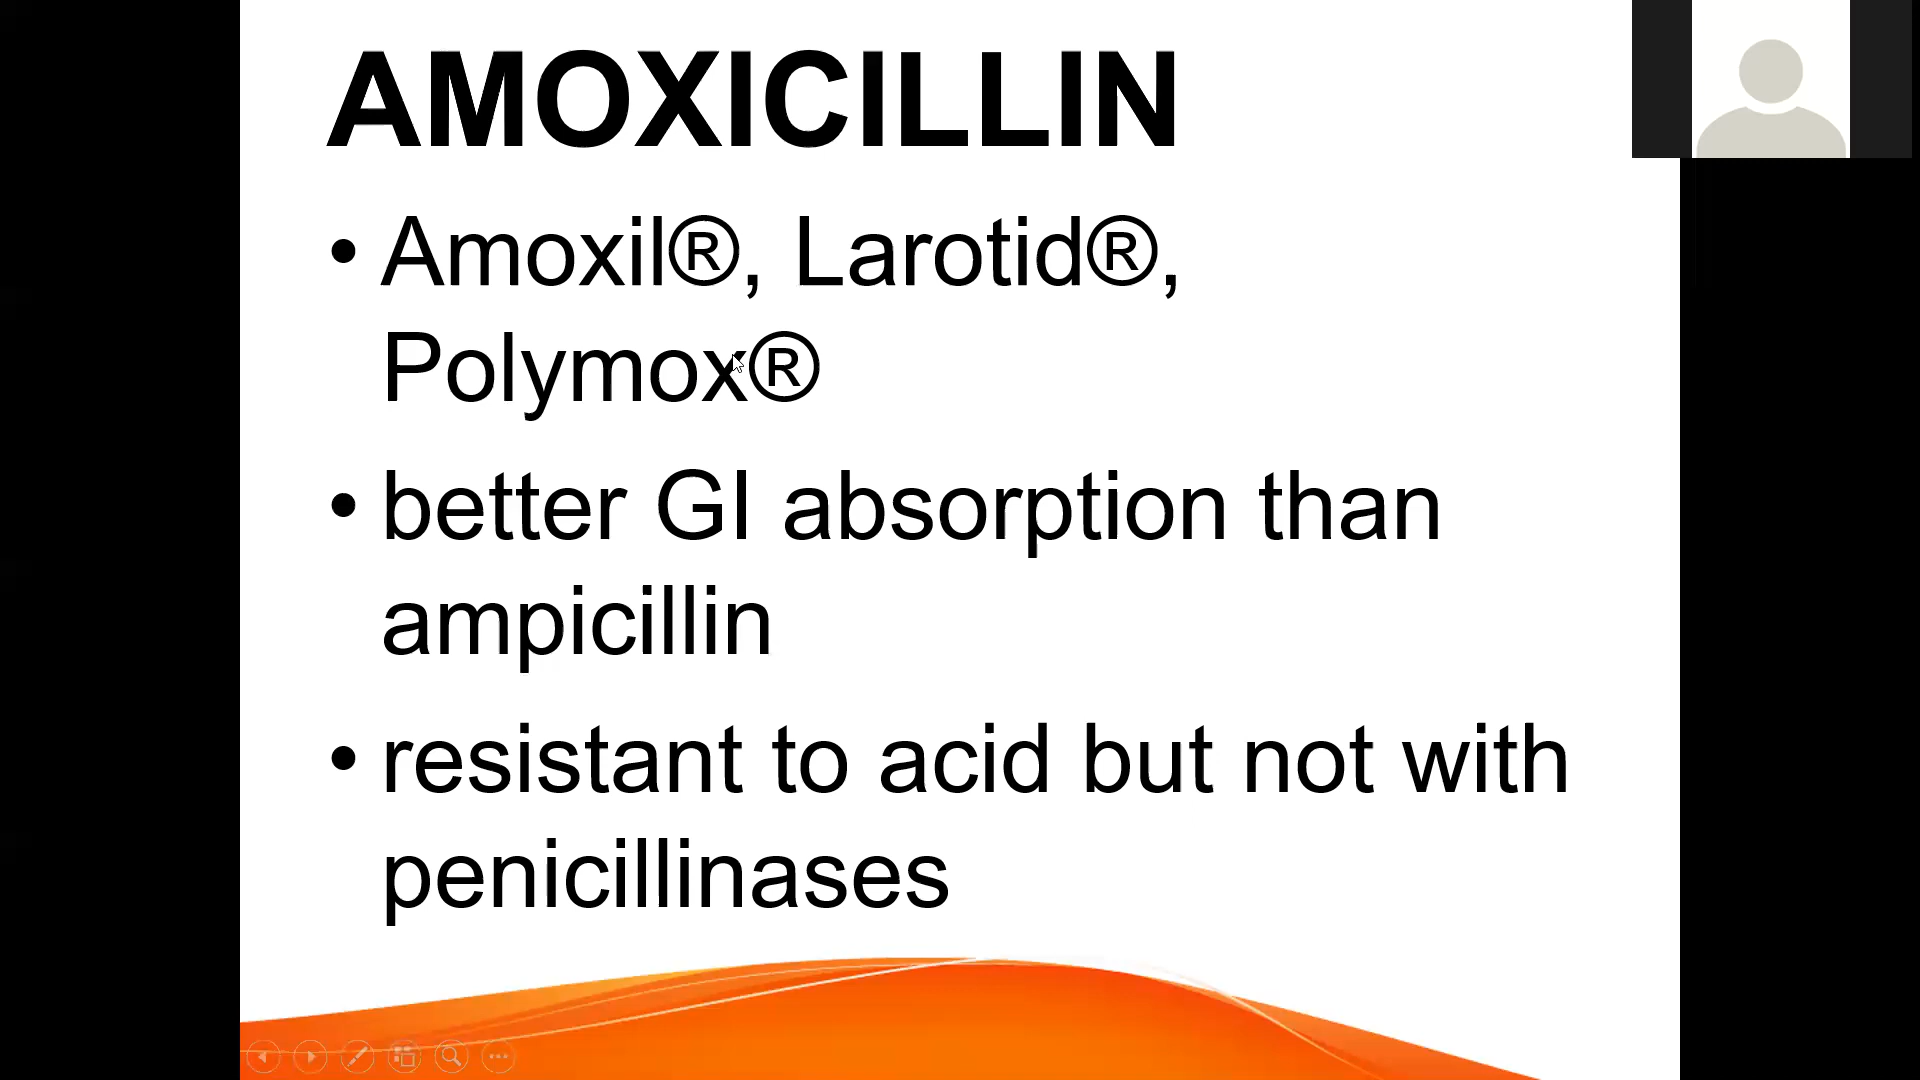 AMOXICILLIN
• Amoxil®, Larotid®,
Polymox®
• better GI absorption than
ampicillin
• resistant to acid but not with
penicillinases